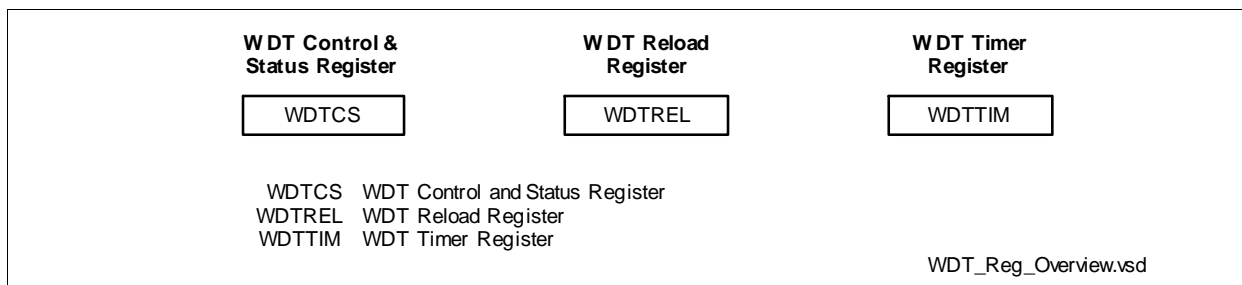 WDT Control &
Status Register
WDT Reload
Register
WDT Timer
Register
WDTCS
WDTREL
WDTTIM
WDTCS WDT Control and Status Register
WDTREL WDT Reload Register
WDTTIM WDT Timer Register
WDT_Reg_Overview.vsd